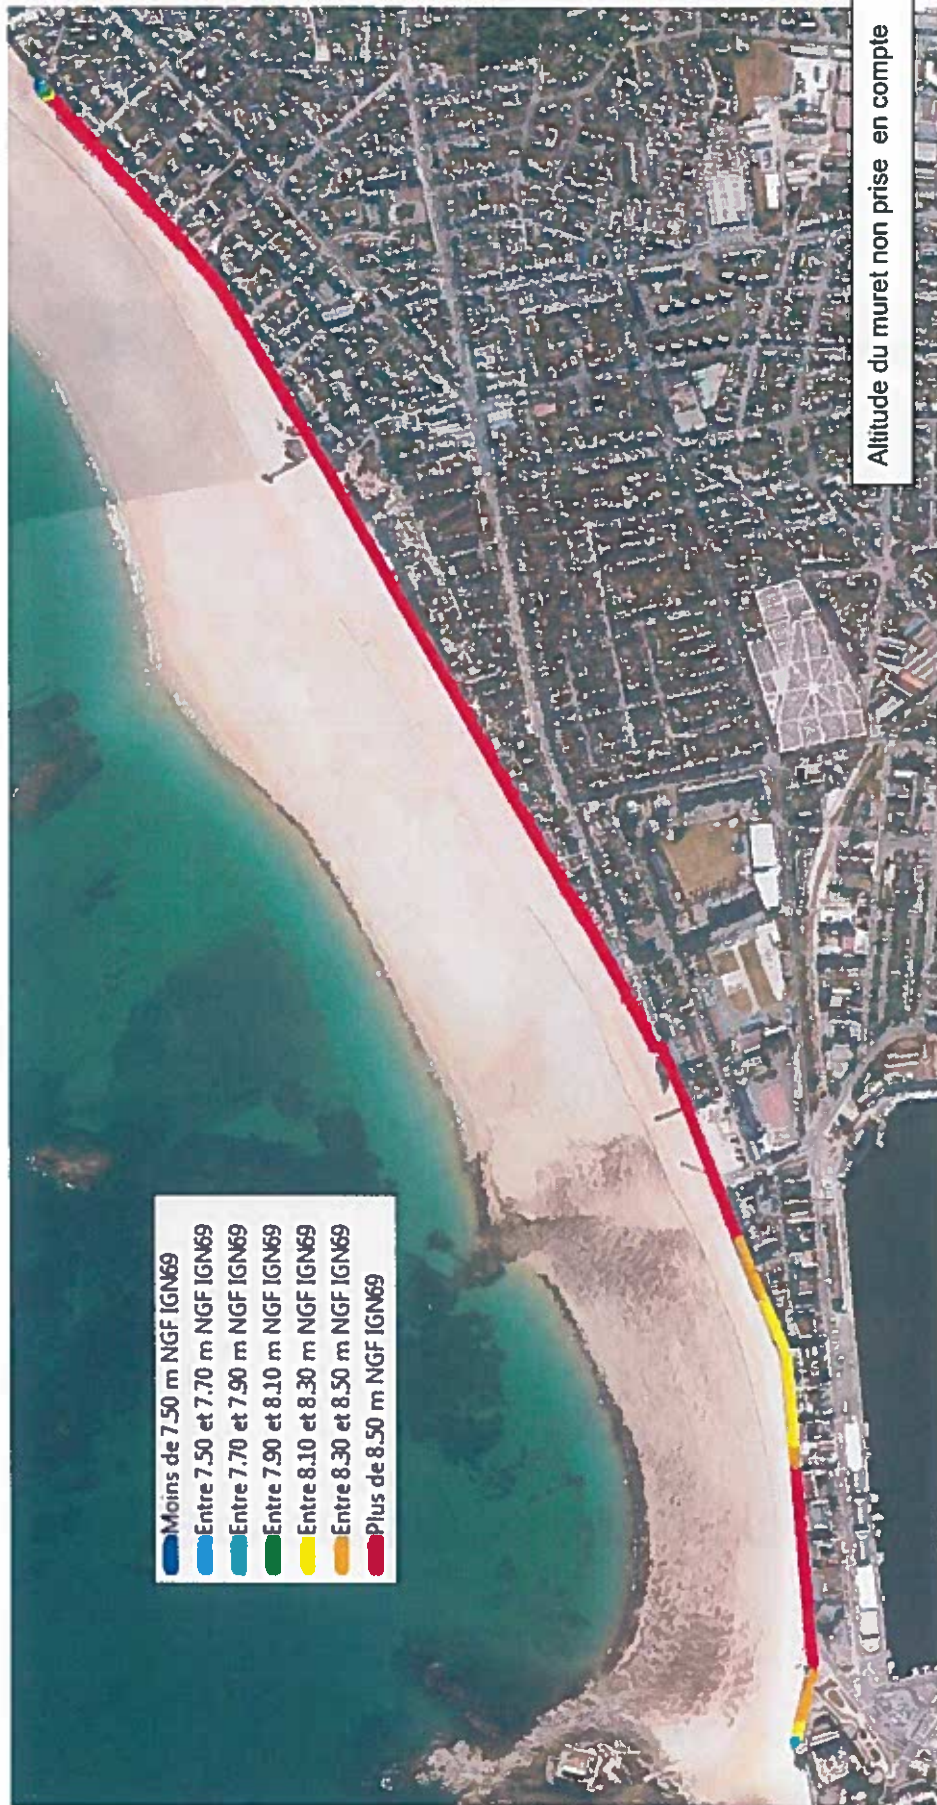 Moins de 7.50 m NGF IGN69
Entre 7.50 et 7.70 m NGF IGN69
Entre 7.70 et 7.90 m NGF IGN69
Entre 7.90 et 8.10 m NGF IGN69
Entre 8.10 et 8.30 m NGF IGN69
Entre 8.30 et 8.50 m NGF IGN69
Plus de 8.50 m NGF IGN69
Altitude du muret non prise en compte